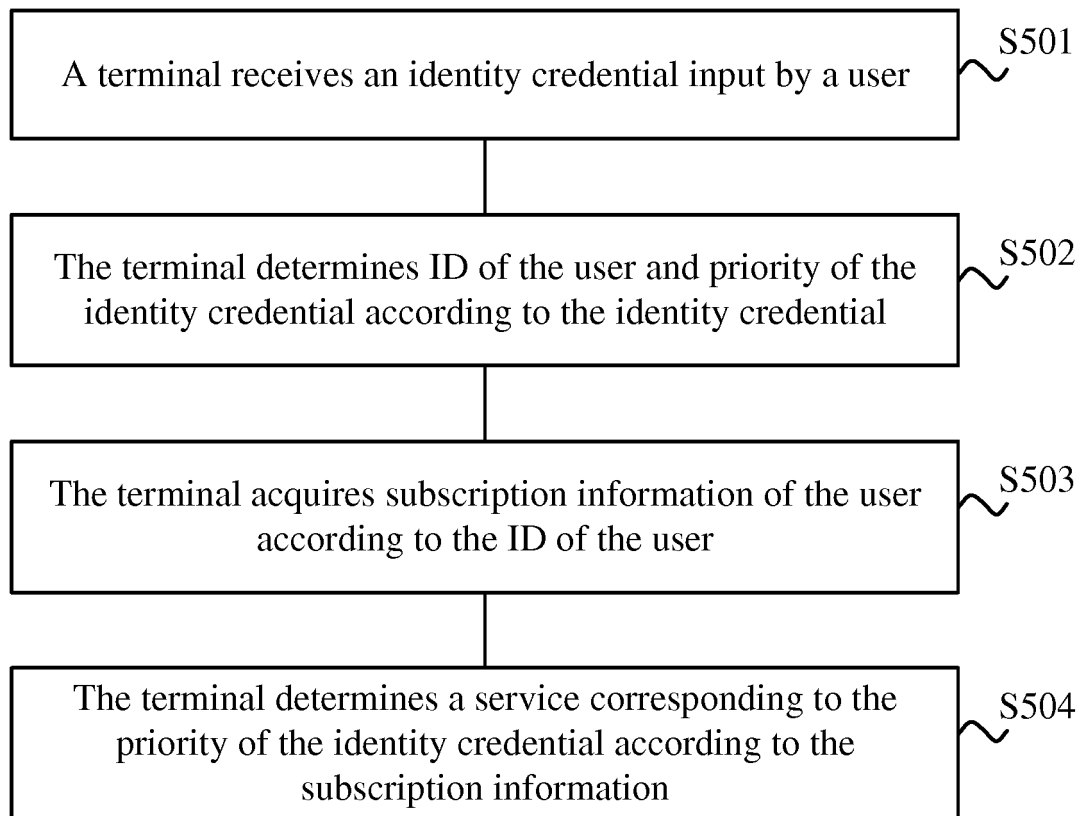 A terminal receives an identity credential input by a user
S501
The terminal determines ID of the user and priority of the
identity credential according to the identity credential
S502
The terminal acquires subscription information of the user
according to the ID of the user
S503
The terminal determines a service corresponding to the
priority of the identity credential according to the
subscription information
S504